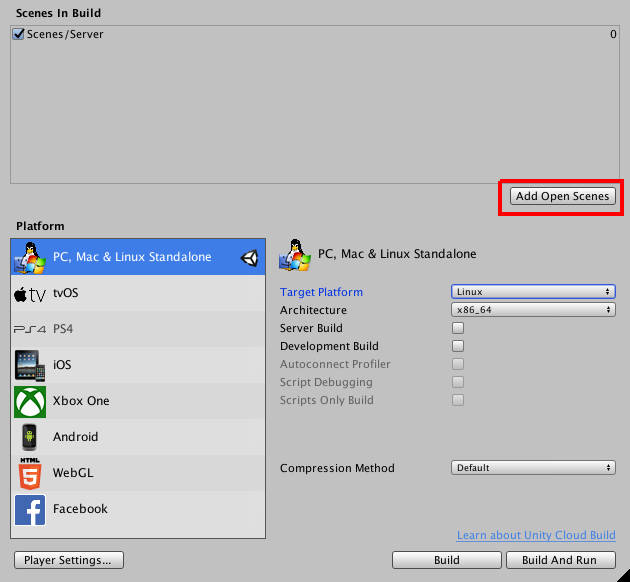 Scenes In Build
Scenes/Server 0
Add Open Scenes
Platform
PC, Mac & Linux Standalone
tv tvOS
PS4 PS4
iOS
Xbox One
Android
HTML 5 WebGL
f Facebook
PC, Mac & Linux Standalone
Target Platform Linux
Architecture x86_64
Server Build
Development Build
Autoconnect Profiler
Script Debugging
Scripts Only Build
Compression Method Default
Learn about Unity Cloud Build
Player Settings... Build Build And Run